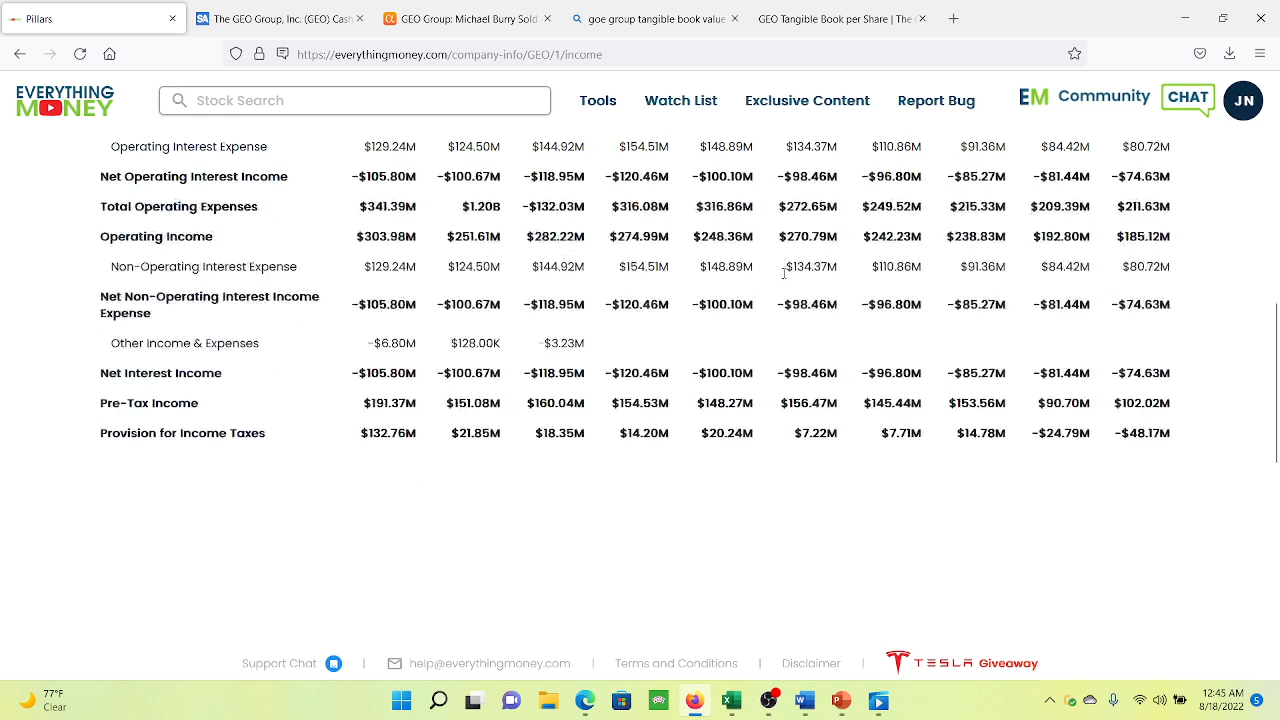 Pillars
The GEO Group, Inc. (GEO) Cash
GEO Group: Michael Burry Sold
goe group tangible book value
GEO Tangible Book per Share | The
https://everythingmoney.com/company-info/GEO/1/income
EVERYTHING
MONEY
Stock Search
Tools
Watch List
Exclusive Content
Report Bug
EM Community
CHAT
JN
Operating Interest Expense $129.24M $124.50M $144.92M $154.51M $148.89M $134.37M $110.86M $91.36M $84.42M $80.72M
Net Operating Interest Income -$105.80M -$100.67M -$118.95M -$120.46M -$100.10M -$98.46M -$96.80M -$85.27M -$81.44M -$74.63M
Total Operating Expenses $341.39M $1.20B -$132.03M $316.08M $316.86M $272.65M $249.52M $215.33M $209.39M $211.63M
Operating Income $303.98M $251.61M $282.22M $274.99M $248.36M $270.79M $242.23M $238.83M $192.80M $185.12M
Non-Operating Interest Expense $129.24M $124.50M $144.92M $154.51M $148.89M $134.37M $110.86M $91.36M $84.42M $80.72M
Net Non-Operating Interest Income
Expense -$105.80M -$100.67M -$118.95M -$120.46M -$100.10M -$98.46M -$96.80M -$85.27M -$81.44M -$74.63M
Other Income & Expenses -$6.80M $128.00K -$3.23M
Net Interest Income -$105.80M -$100.67M -$118.95M -$120.46M -$100.10M -$98.46M -$96.80M -$85.27M -$81.44M -$74.63M
Pre-Tax Income $191.37M $151.08M $160.04M $154.53M $148.27M $156.47M $145.44M $153.56M $90.70M $102.02M
Provision for Income Taxes $132.76M $21.85M $18.35M $14.20M $20.24M $7.22M $7.71M $14.78M -$24.79M -$48.17M
Support Chat | help@everythingmoney.com | Terms and Conditions | Disclaimer | TESLA Giveaway
77°F
Clear
12:45 AM
8/18/2022
5